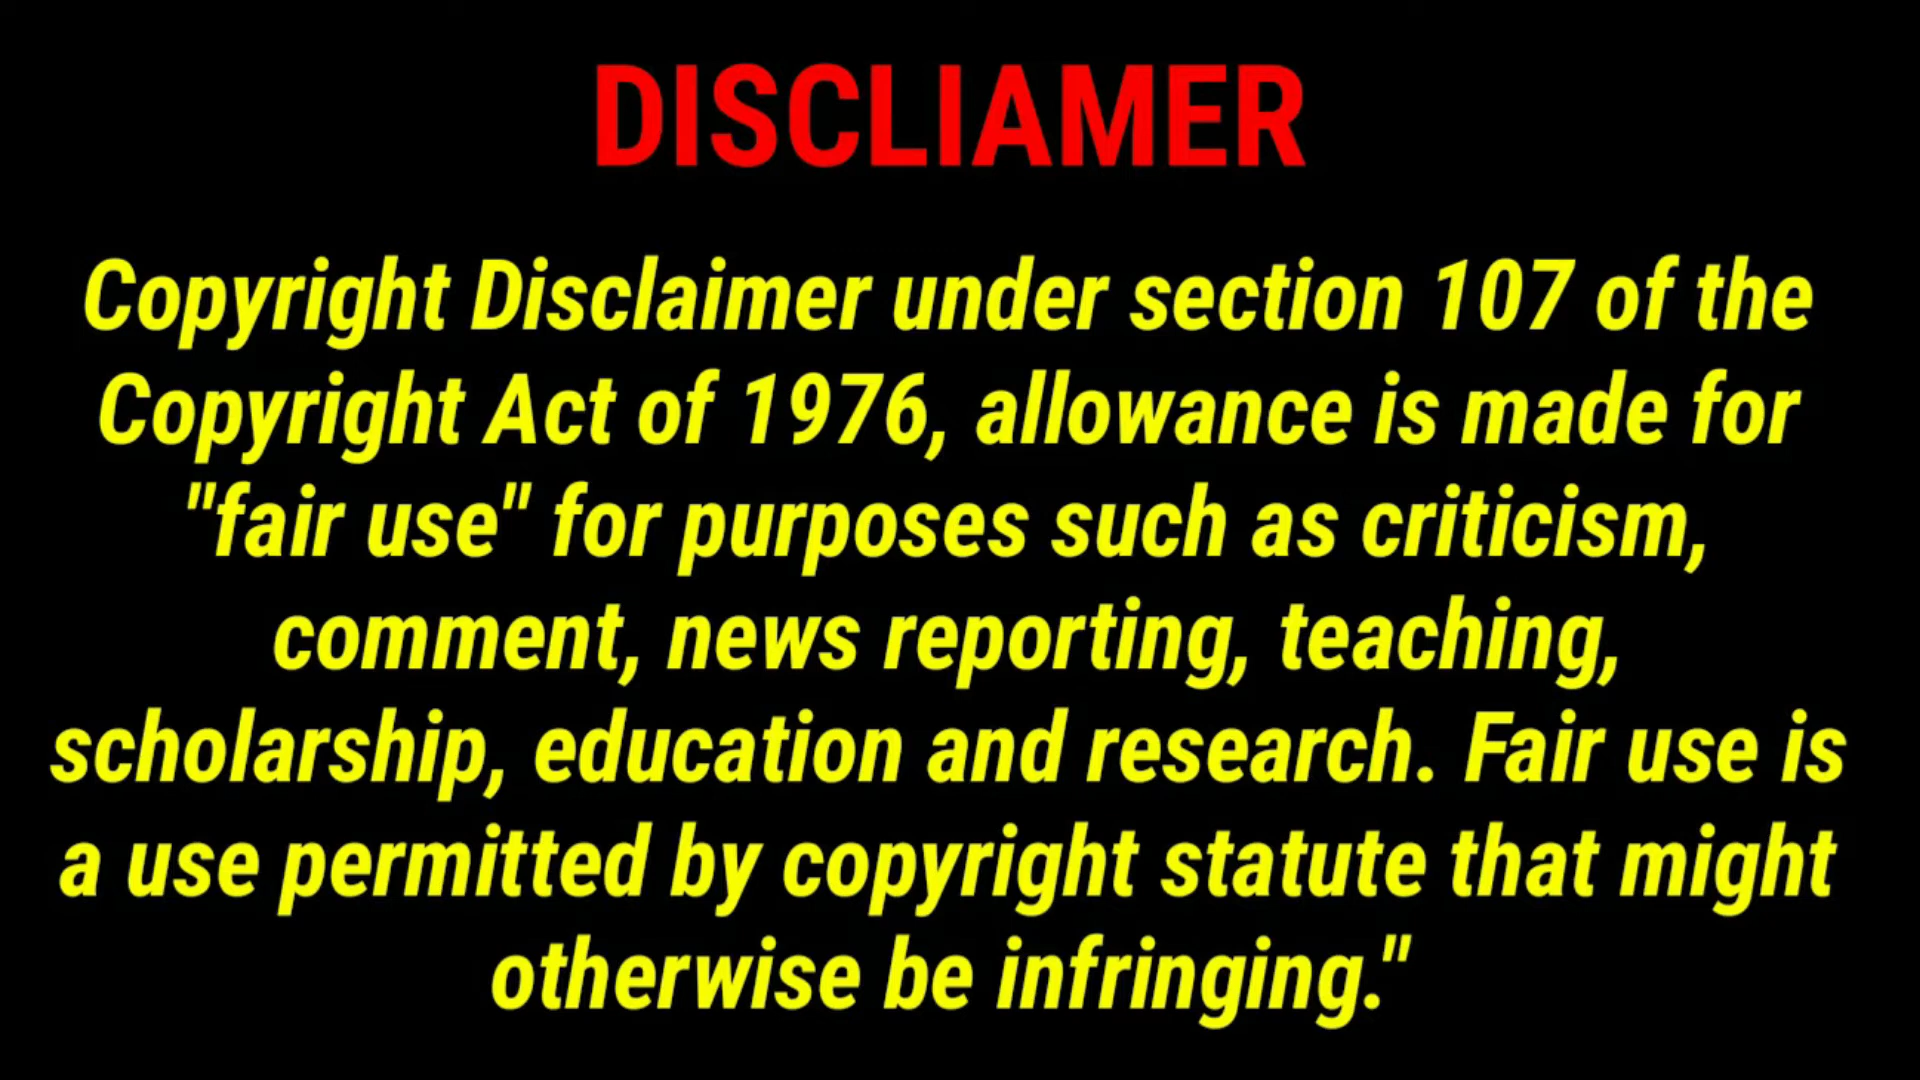 DISCLIAMER
Copyright Disclaimer under section 107 of the
Copyright Act of 1976, allowance is made for
"fair use" for purposes such as criticism,
comment, news reporting, teaching,
scholarship, education and research. Fair use is
a use permitted by copyright statute that might
otherwise be infringing."